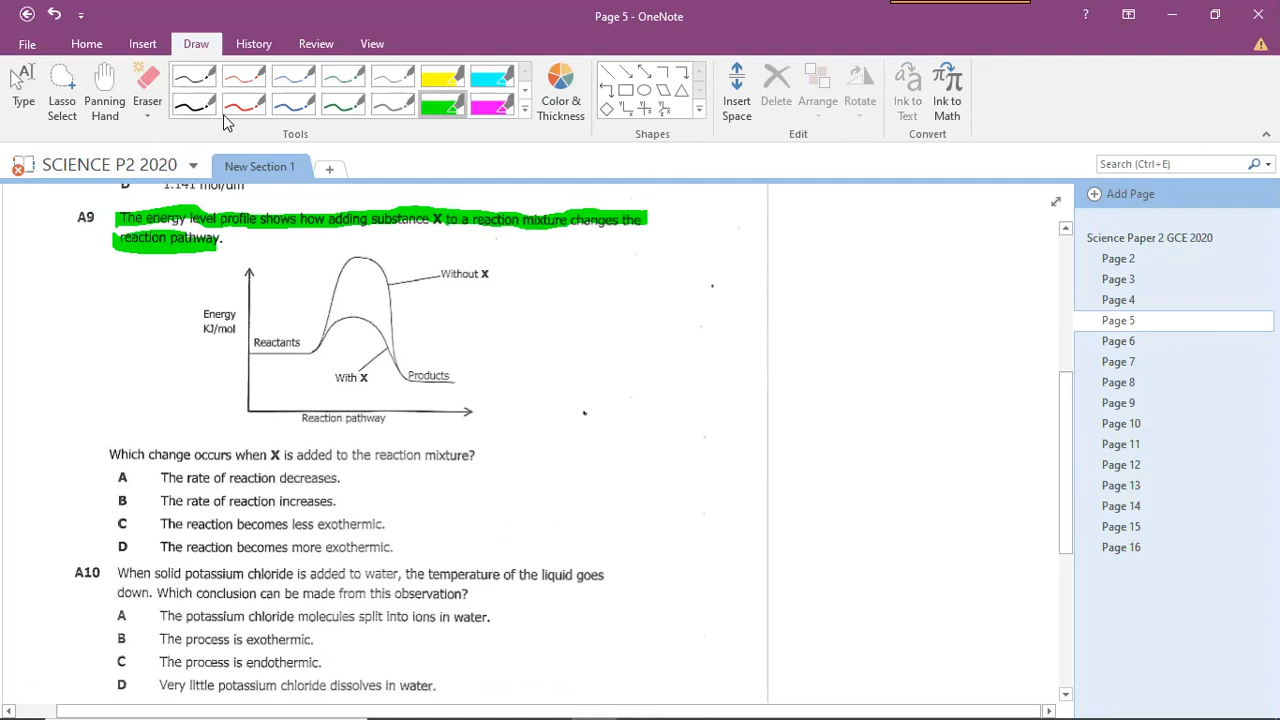 Page 5 - OneNote
?
File
Home
Insert
Draw
History
Review
View
Type
Lasso Select
Panning Hand
Eraser
Color & Thickness
Insert Space
Delete
Arrange
Rotate
Ink to Text
Ink to Math
Tools
Shapes
Edit
Convert
SCIENCE P2 2020
New Section 1
Search (Ctrl+E)
D 1.141 mol/dm
A9 The energy level profile shows how adding substance X to a reaction mixture changes the
reaction pathway.
Without X
Energy
KJ/mol
Reactants
With X
Products
Reaction pathway
Which change occurs when X is added to the reaction mixture?
A The rate of reaction decreases.
B The rate of reaction increases.
C The reaction becomes less exothermic.
D The reaction becomes more exothermic.
A10 When solid potassium chloride is added to water, the temperature of the liquid goes
down. Which conclusion can be made from this observation?
A The potassium chloride molecules split into ions in water.
B The process is exothermic.
C The process is endothermic.
D Very little potassium chloride dissolves in water.
Add Page
Science Paper 2 GCE 2020
Page 2
Page 3
Page 4
Page 5
Page 6
Page 7
Page 8
Page 9
Page 10
Page 11
Page 12
Page 13
Page 14
Page 15
Page 16